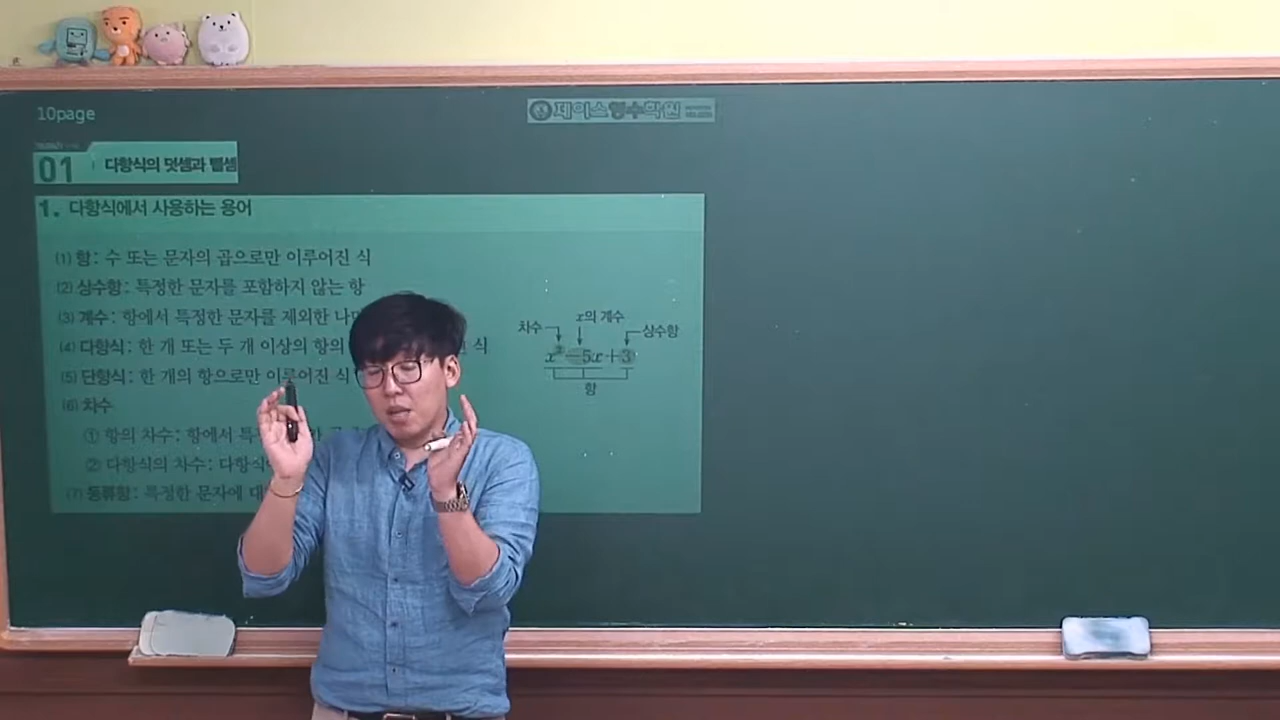 10page
제이스영수학원
01 다항식의 덧셈과 뺄셈
1. 다항식에서 사용하는 용어
(1) 항: 수 또는 문자의 곱으로만 이루어진 식
(2) 상수항: 특정한 문자를 포함하지 않는 항
(3) 계수: 항에서 특정한 문자를 제외한
(4) 다항식: 한 개 또는 두 개 이상의 항의 식
(5) 단항식: 한 개의 항으로만 이루어진 식
(6) 차수
① 항의 차수: 항에서
② 다항식의 차수:
(7) 동류항: 특정한 문자에
x의 계수
차수 상수항
x²-5x+3
항